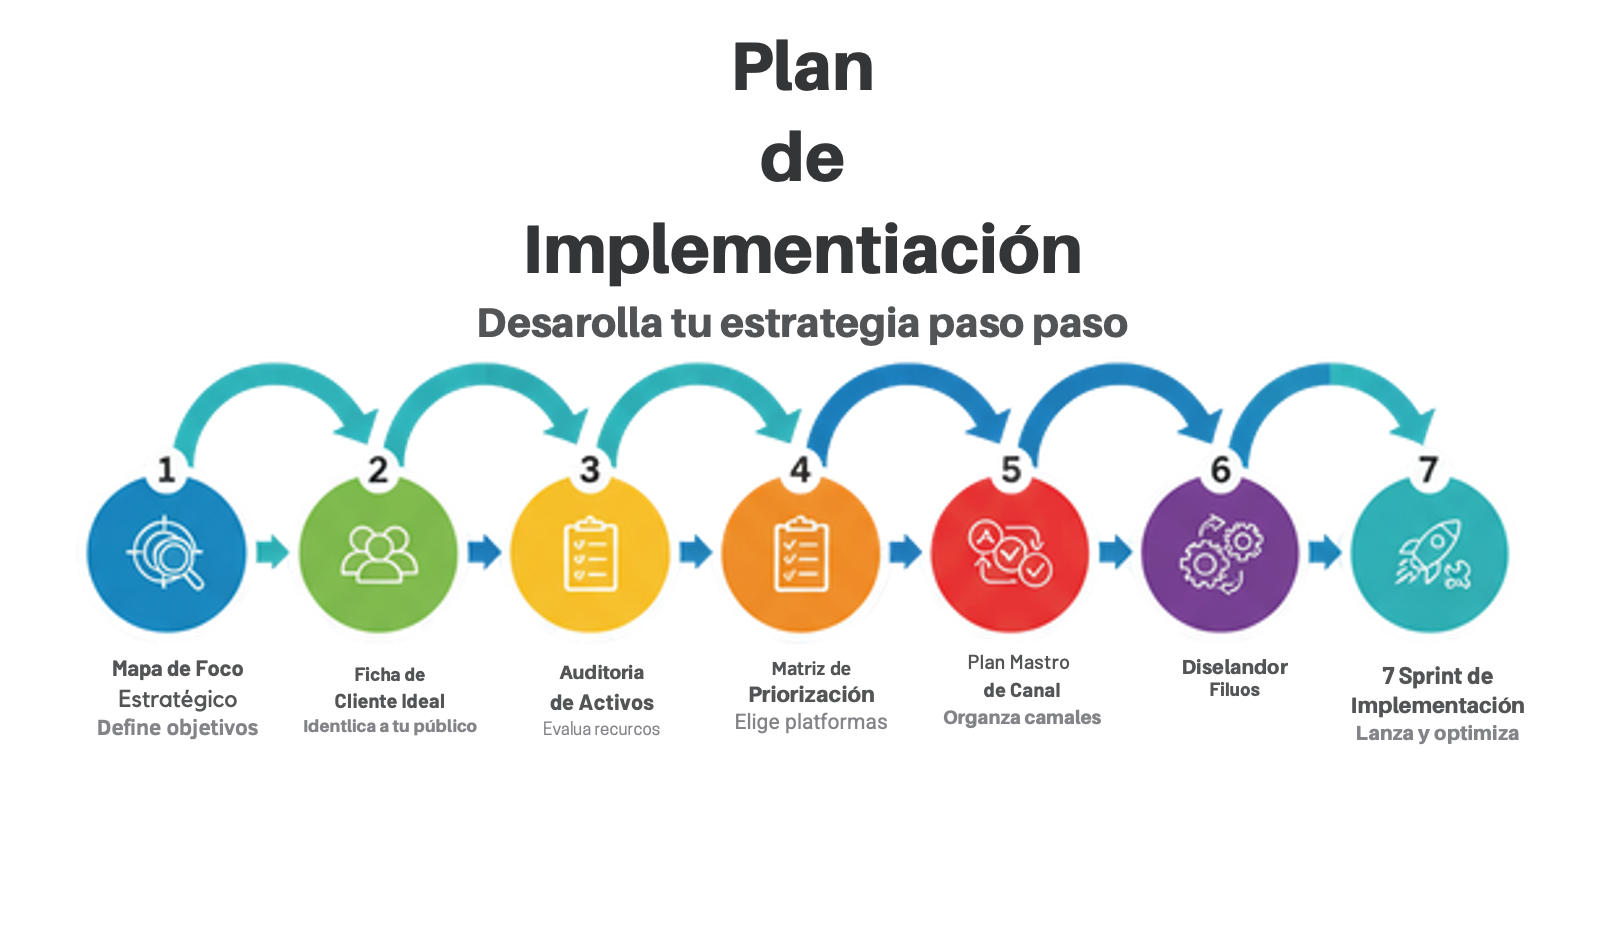 Plan
de
Implementiación
Desarolla tu estrategia paso paso
1
2
3
4
5
6
7
A
Mapa de Foco
Estratégico
Define objetivos
Ficha de
Cliente Ideal
Identlica a tu público
Auditoria
de Activos
Evalua recurcos
Matriz de
Priorización
Elige platformas
Plan Mastro
de Canal
Organza camales
Diselandor
Filuos
7 Sprint de
Implementación
Lanza y optimiza